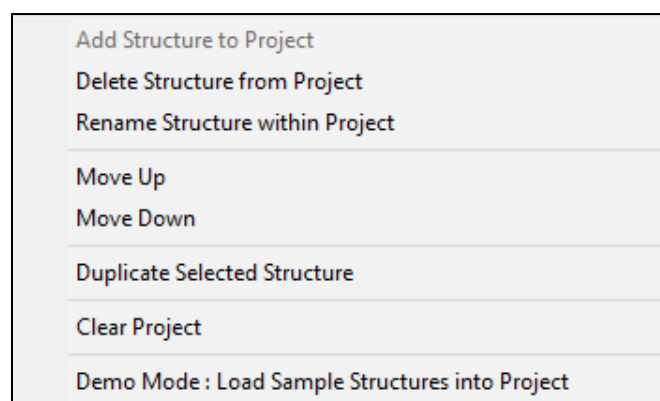 Add Structure to Project
Delete Structure from Project
Rename Structure within Project
Move Up
Move Down
Duplicate Selected Structure
Clear Project
Demo Mode : Load Sample Structures into Project